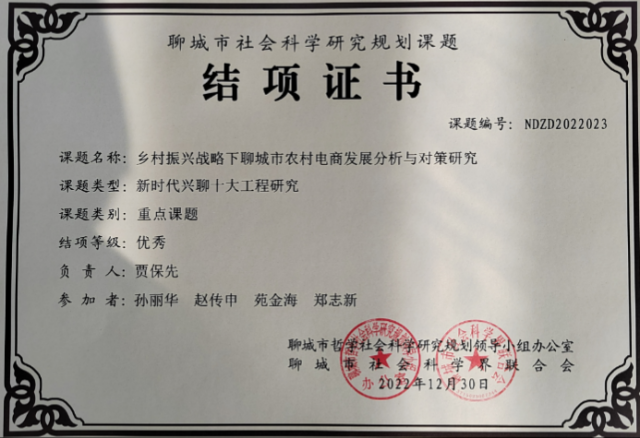 聊城市社会科学研究规划课题
结项证书
课题编号：NDZD2022023
课题名称：乡村振兴战略下聊城市农村电商发展分析与对策研究
课题类型：新时代兴聊十大工程研究
课题类别：重点课题
结项等级：优秀
负责人：贾保先
参加者：孙丽华 赵传申 苑金海 郑志新
聊城市哲学社会科学研究规划领导小组办公室
聊城市社会科学界联合会
2022年12月30日
办公室